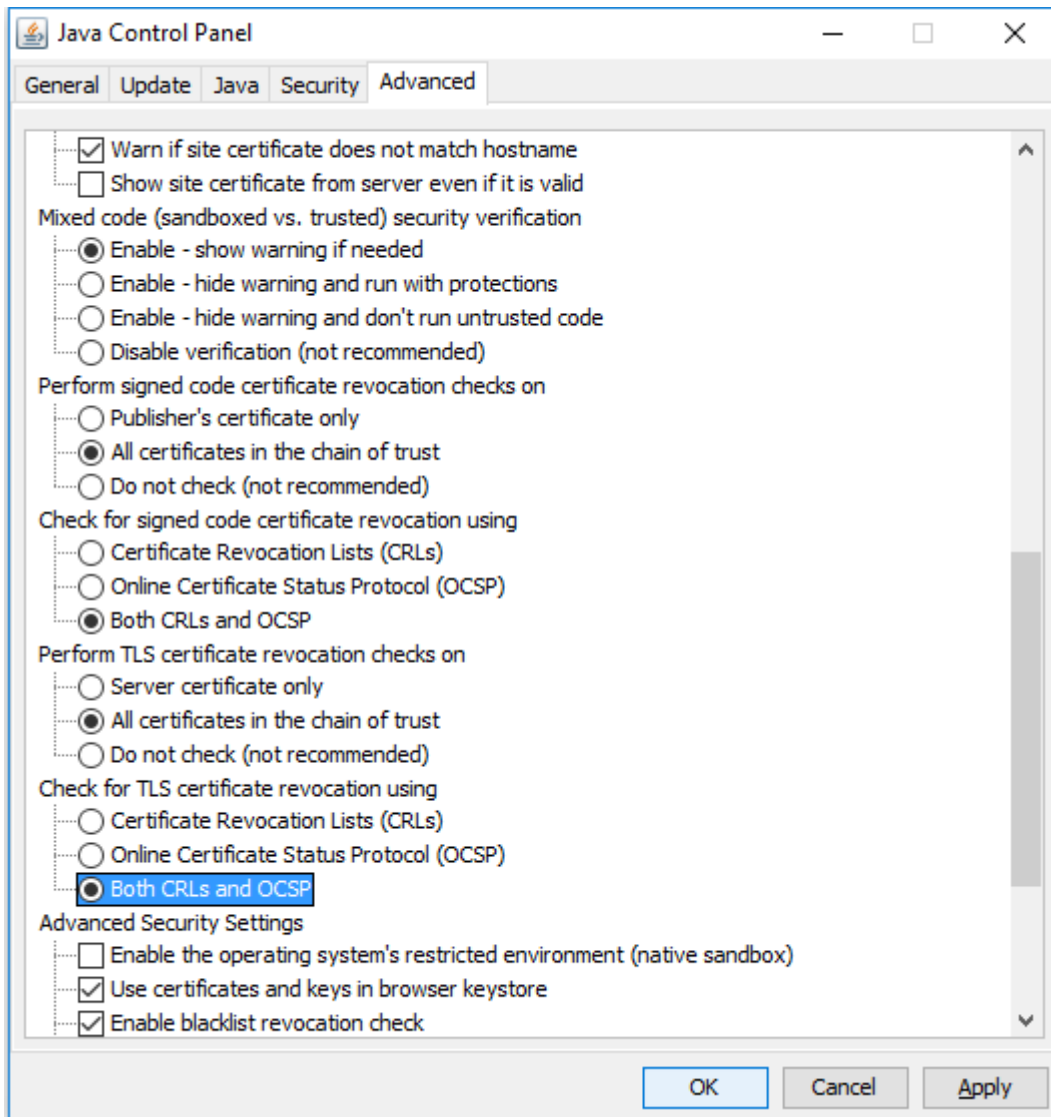 Java Control Panel
General Update Java Security Advanced
Warn if site certificate does not match hostname
Show site certificate from server even if it is valid
Mixed code (sandboxed vs. trusted) security verification
Enable - show warning if needed
Enable - hide warning and run with protections
Enable - hide warning and don't run untrusted code
Disable verification (not recommended)
Perform signed code certificate revocation checks on
Publisher's certificate only
All certificates in the chain of trust
Do not check (not recommended)
Check for signed code certificate revocation using
Certificate Revocation Lists (CRLs)
Online Certificate Status Protocol (OCSP)
Both CRLs and OCSP
Perform TLS certificate revocation checks on
Server certificate only
All certificates in the chain of trust
Do not check (not recommended)
Check for TLS certificate revocation using
Certificate Revocation Lists (CRLs)
Online Certificate Status Protocol (OCSP)
Both CRLs and OCSP
Advanced Security Settings
Enable the operating system's restricted environment (native sandbox)
Use certificates and keys in browser keystore
Enable blacklist revocation check
OK Cancel Apply